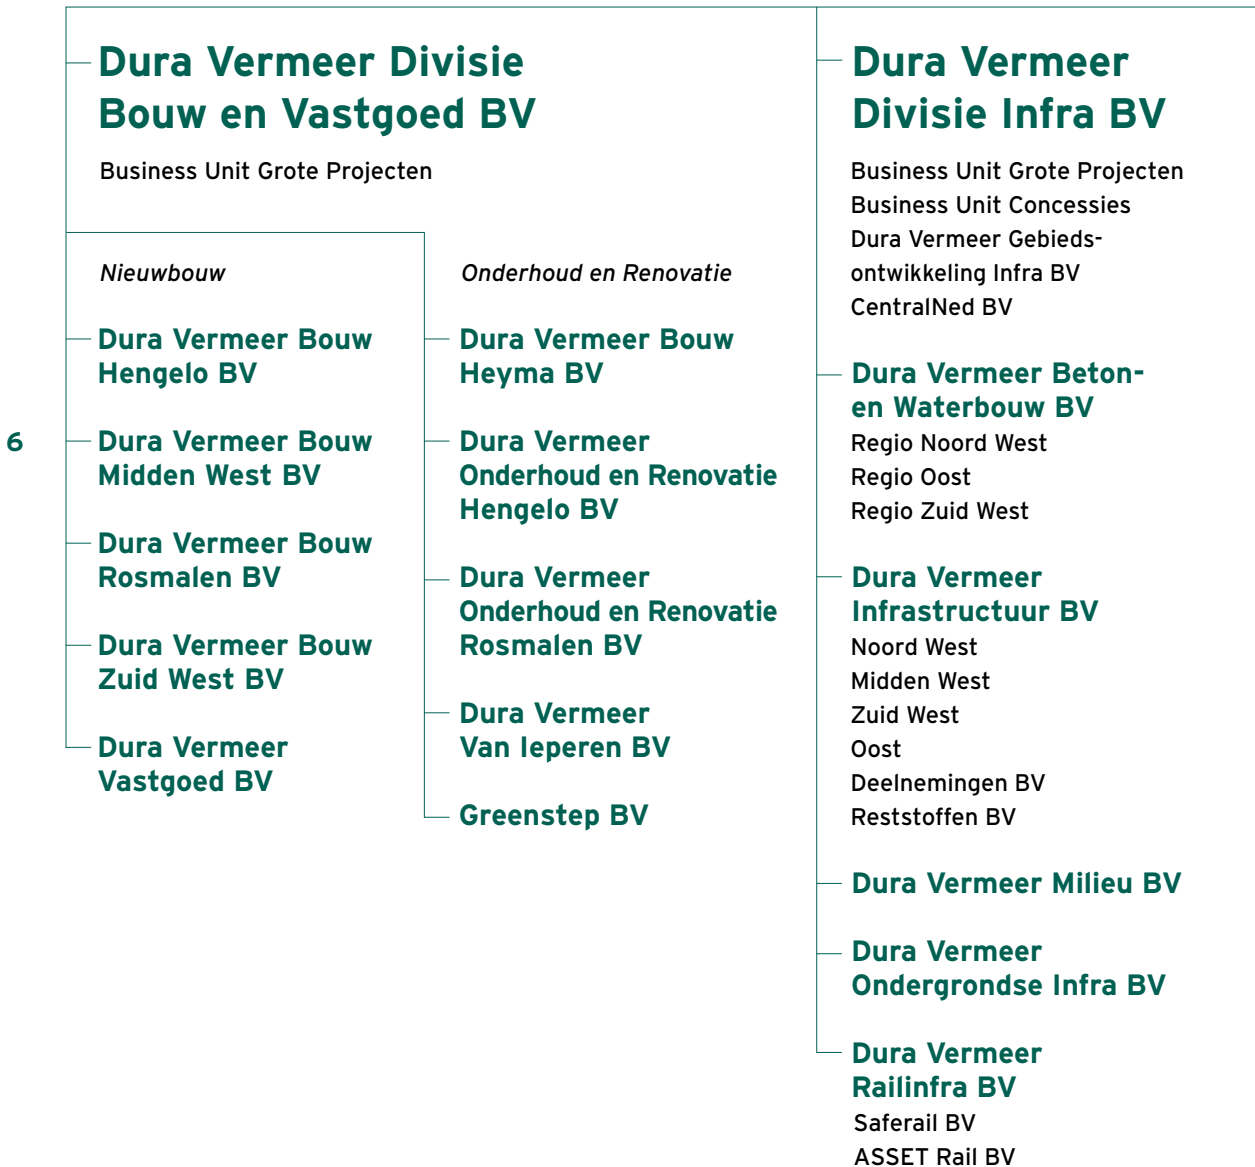 Dura Vermeer Divisie
Bouw en Vastgoed BV
Business Unit Grote Projecten
Nieuwbouw
Dura Vermeer Bouw
Hengelo BV
Dura Vermeer Bouw
Midden West BV
Dura Vermeer Bouw
Rosmalen BV
Dura Vermeer Bouw
Zuid West BV
Dura Vermeer
Vastgoed BV
Onderhoud en Renovatie
Dura Vermeer Bouw
Heyma BV
Dura Vermeer
Onderhoud en Renovatie
Hengelo BV
Dura Vermeer
Onderhoud en Renovatie
Rosmalen BV
Dura Vermeer
Van Ieperen BV
Greenstep BV
Dura Vermeer
Divisie Infra BV
Business Unit Grote Projecten
Business Unit Concessies
Dura Vermeer Gebieds-
ontwikkeling Infra BV
CentralNed BV
Dura Vermeer Beton-
en Waterbouw BV
Regio Noord West
Regio Oost
Regio Zuid West
Dura Vermeer
Infrastructuur BV
Noord West
Midden West
Zuid West
Oost
Deelnemingen BV
Reststoffen BV
Dura Vermeer Milieu BV
Dura Vermeer
Ondergrondse Infra BV
Dura Vermeer
Railinfra BV
Saferail BV
ASSET Rail BV
6